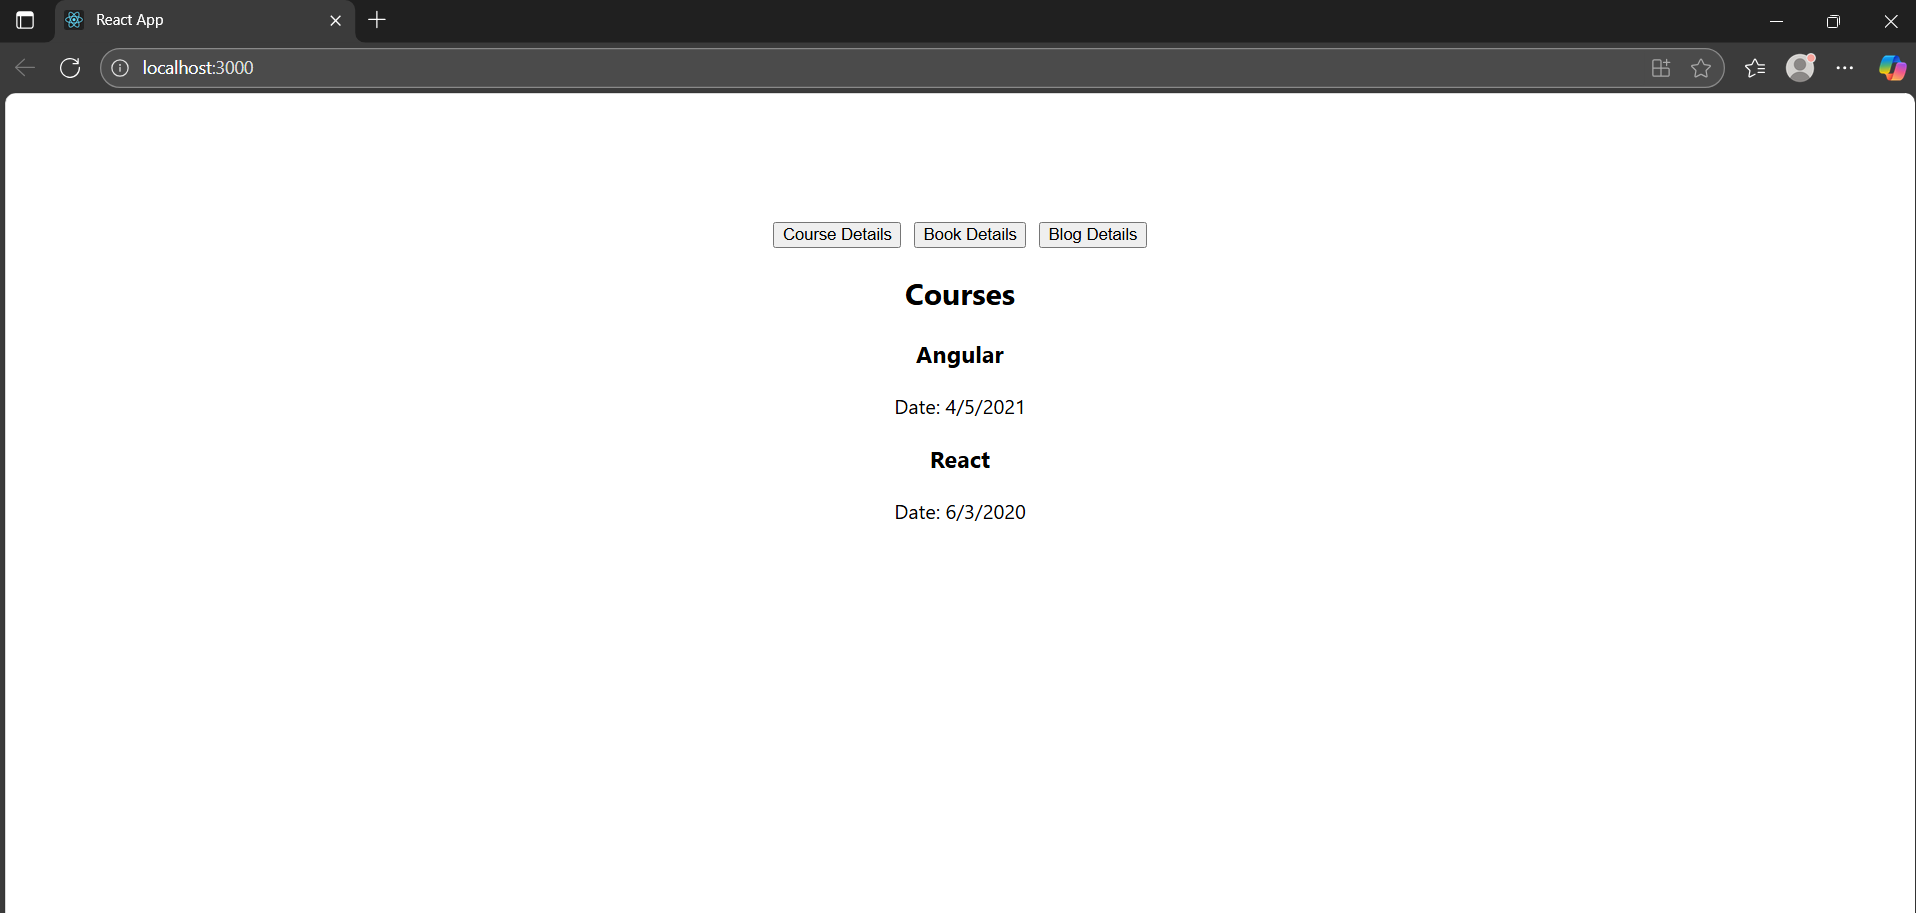 React App
localhost:3000
Course Details Book Details Blog Details
Courses
Angular
Date: 4/5/2021
React
Date: 6/3/2020